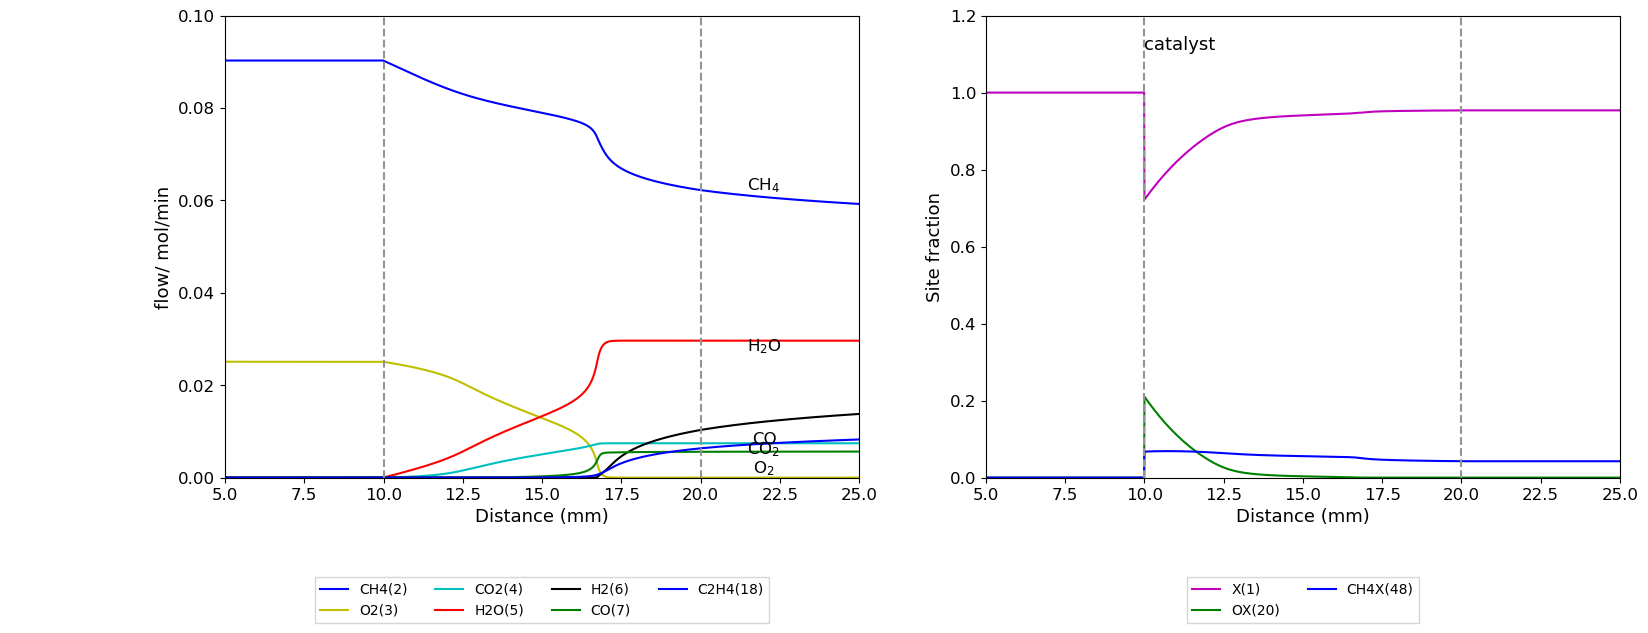 0.10
0.08
0.06
0.04
0.02
0.00
flow/ mol/min
CH4
H2O
CO
CO2
O2
5.0 7.5 10.0 12.5 15.0 17.5 20.0 22.5 25.0
Distance (mm)
CH4(2) CO2(4) H2(6) C2H4(18)
O2(3) H2O(5) CO(7)
1.2
1.0
0.8
0.6
0.4
0.2
0.0
Site fraction
catalyst
5.0 7.5 10.0 12.5 15.0 17.5 20.0 22.5 25.0
Distance (mm)
X(1) CH4X(48)
OX(20)